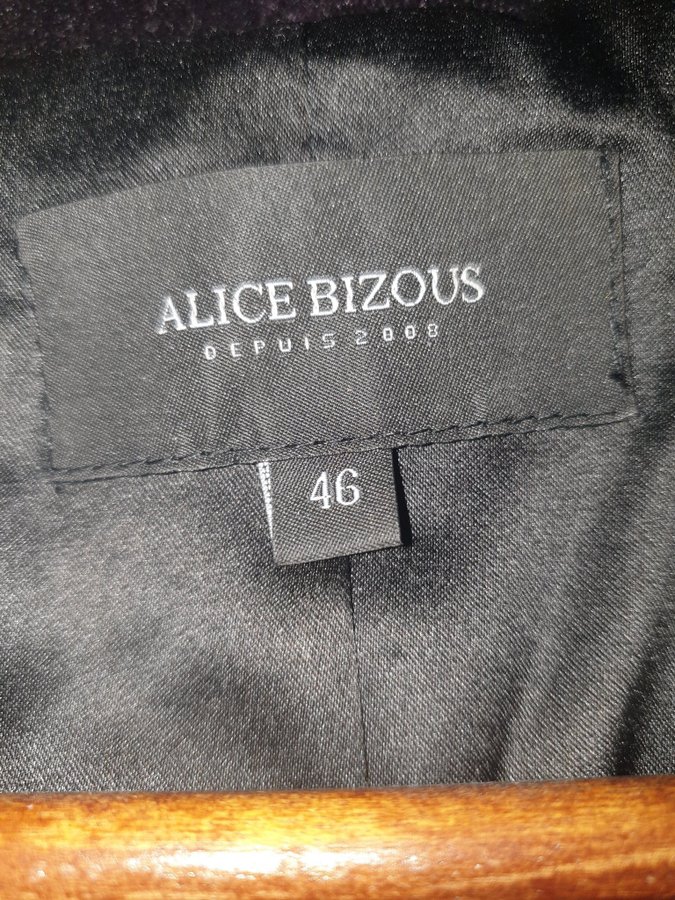 ALICE BIZOUS
DEPUIS 2008
46